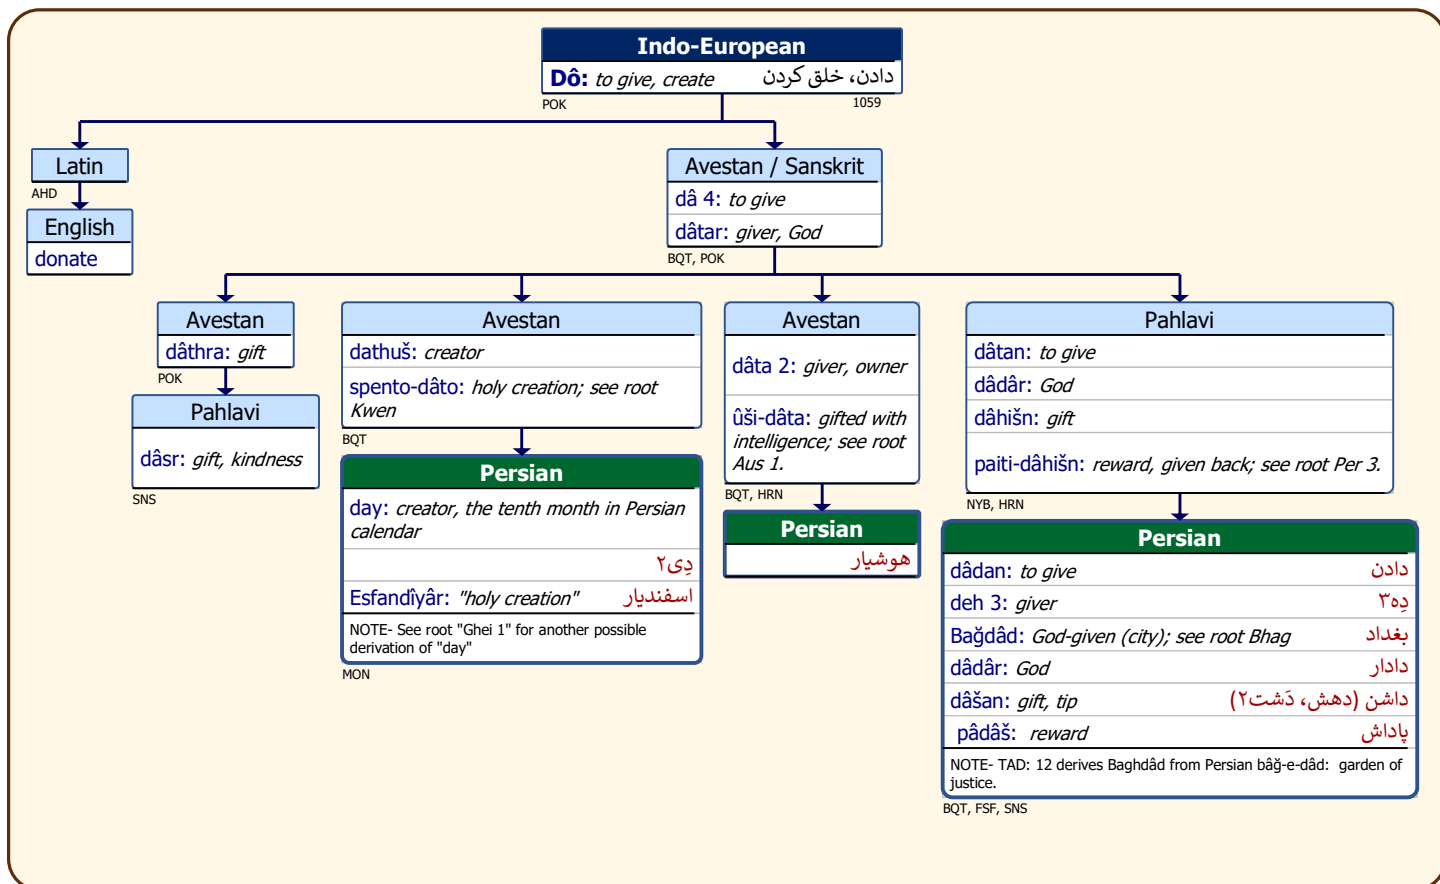 Indo-European
Dô: to give, create دادن، خلق کردن
POK 1059
Latin
AHD
English
donate
Avestan / Sanskrit
dâ 4: to give
dâtar: giver, God
BQT, POK
Avestan
dâthra: gift
POK
Pahlavi
dâsr: gift, kindness
SNS
Avestan
dathuš: creator
spento-dâto: holy creation; see root
Kwen
BQT
Persian
day: creator, the tenth month in Persian
calendar
دِی۲
Esfandîyâr: "holy creation" اسفندیار
NOTE- See root "Ghei 1" for another possible
derivation of "day"
MON
Avestan
dâta 2: giver, owner
ûši-dâta: gifted with
intelligence; see root
Aus 1.
BQT, HRN
Persian
هوشیار
Pahlavi
dâtan: to give
dâdâr: God
dâhišn: gift
paiti-dâhišn: reward, given back; see root Per 3.
NYB, HRN
Persian
dâdan: to give دادن
deh 3: giver دِه۳
Bağdâd: God-given (city); see root Bhag بغداد
dâdâr: God دادار
dâšan: gift, tip داشن (دهش، دَشت۲)
pâdâš: reward پاداش
NOTE- TAD: 12 derives Baghdâd from Persian bâğ-e-dâd: garden of
justice.
BQT, FSF, SNS